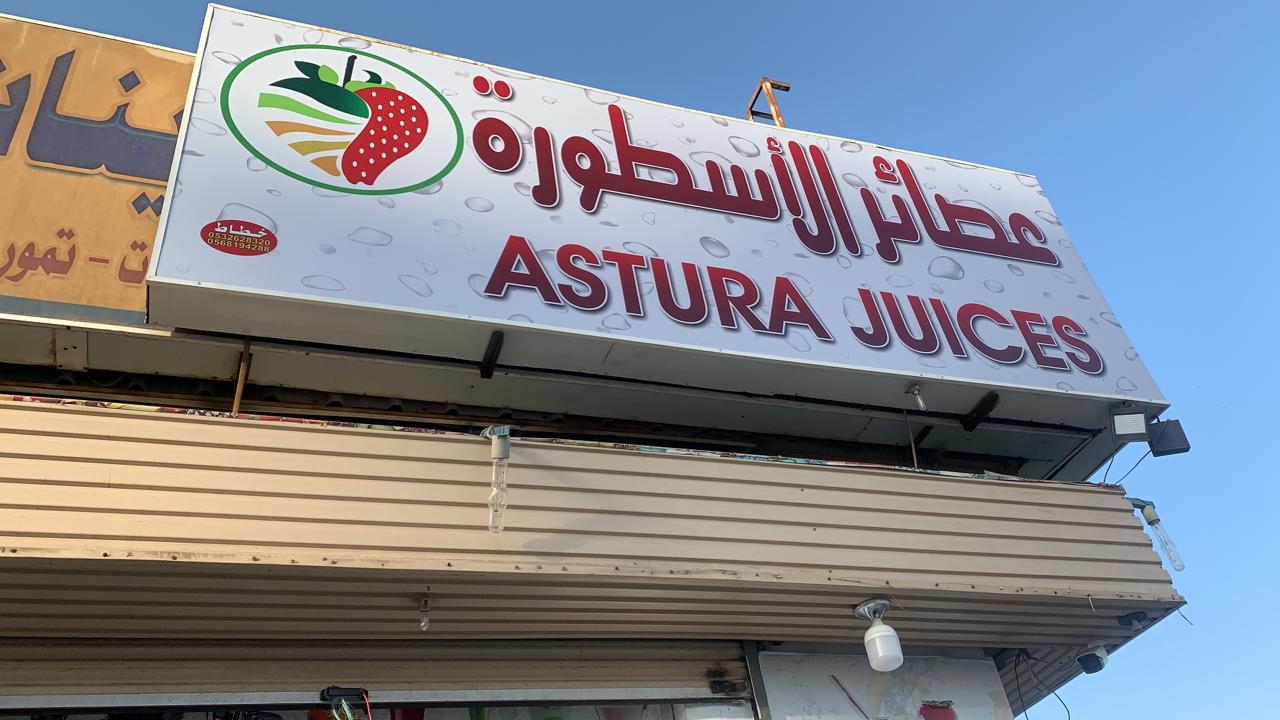 عصائر الأسطورة
ASTURA JUICES
خطاط
0532628320
0568194288
تمور